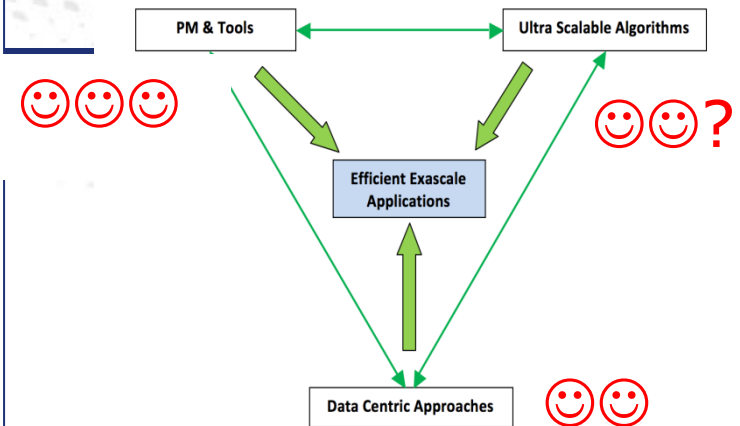 PM & Tools
Ultra Scalable Algorithms
?
Efficient Exascale
Applications
Data Centric Approaches